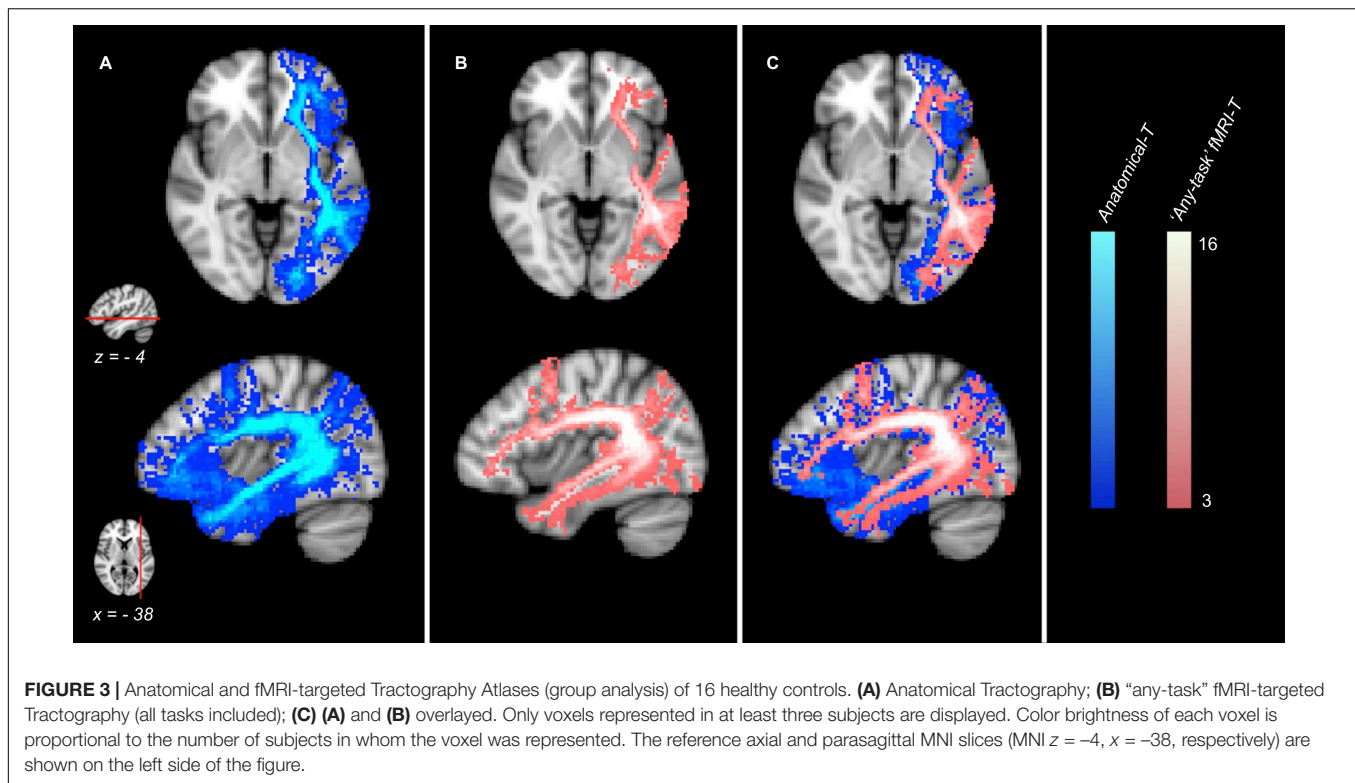 A
B
C
z = - 4
x = - 38
Anatomical-T
'Any-task' fMRI-T
16
3
FIGURE 3 | Anatomical and fMRI-targeted Tractography Atlases (group analysis) of 16 healthy controls. (A) Anatomical Tractography; (B) “any-task” fMRI-targeted
Tractography (all tasks included); (C) (A) and (B) overlayed. Only voxels represented in at least three subjects are displayed. Color brightness of each voxel is
proportional to the number of subjects in whom the voxel was represented. The reference axial and parasagittal MNI slices (MNI z = –4, x = –38, respectively) are
shown on the left side of the figure.